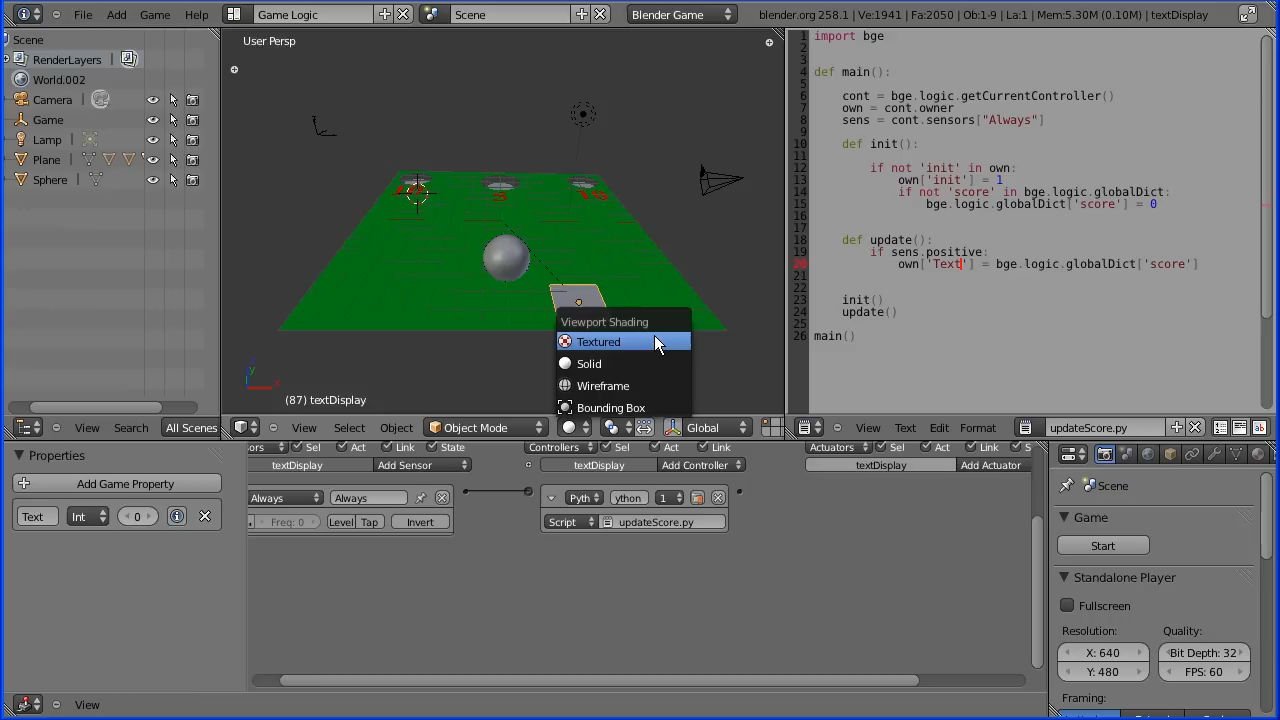 File Add Game Help Game Logic Scene Blender Game blender.org 258.1 | Ve:1941 | Fa:2050 | Ob:1-9 | La:1 | Mem:5.30M (0.10M) | textDisplay
Scene
RenderLayers
World.002
Camera
Game
Lamp
Plane
Sphere
View Search All Scenes
User Persp
(87) textDisplay
Viewport Shading
Textured
Solid
Wireframe
Bounding Box
View Select Object Object Mode Global
1 import bge
2
3
4 def main():
5
6 cont = bge.logic.getCurrentController()
7 own = cont.owner
8 sens = cont.sensors["Always"]
9
10 def init():
11
12 if not 'init' in own:
13 own['init'] = 1
14 if not 'score' in bge.logic.globalDict:
15 bge.logic.globalDict['score'] = 0
16
17
18 def update():
19 if sens.positive:
20 own['Text'] = bge.logic.globalDict['score']
21
22
23 init()
24 update()
25
26 main()
View Text Edit Format updateScore.py
Properties
Add Game Property
Text Int 0
Sel Act Link State
textDisplay Add Sensor
Always Always
Freq: 0 Level Tap Invert
Controllers Sel Act Link
textDisplay Add Controller
Pyth ython 1
Script updateScore.py
Actuators Sel Act Link S
textDisplay Add Actuator
View
Scene
Game
Start
Standalone Player
Fullscreen
Resolution: Quality:
X: 640 Bit Depth: 32
Y: 480 FPS: 60
Framing: